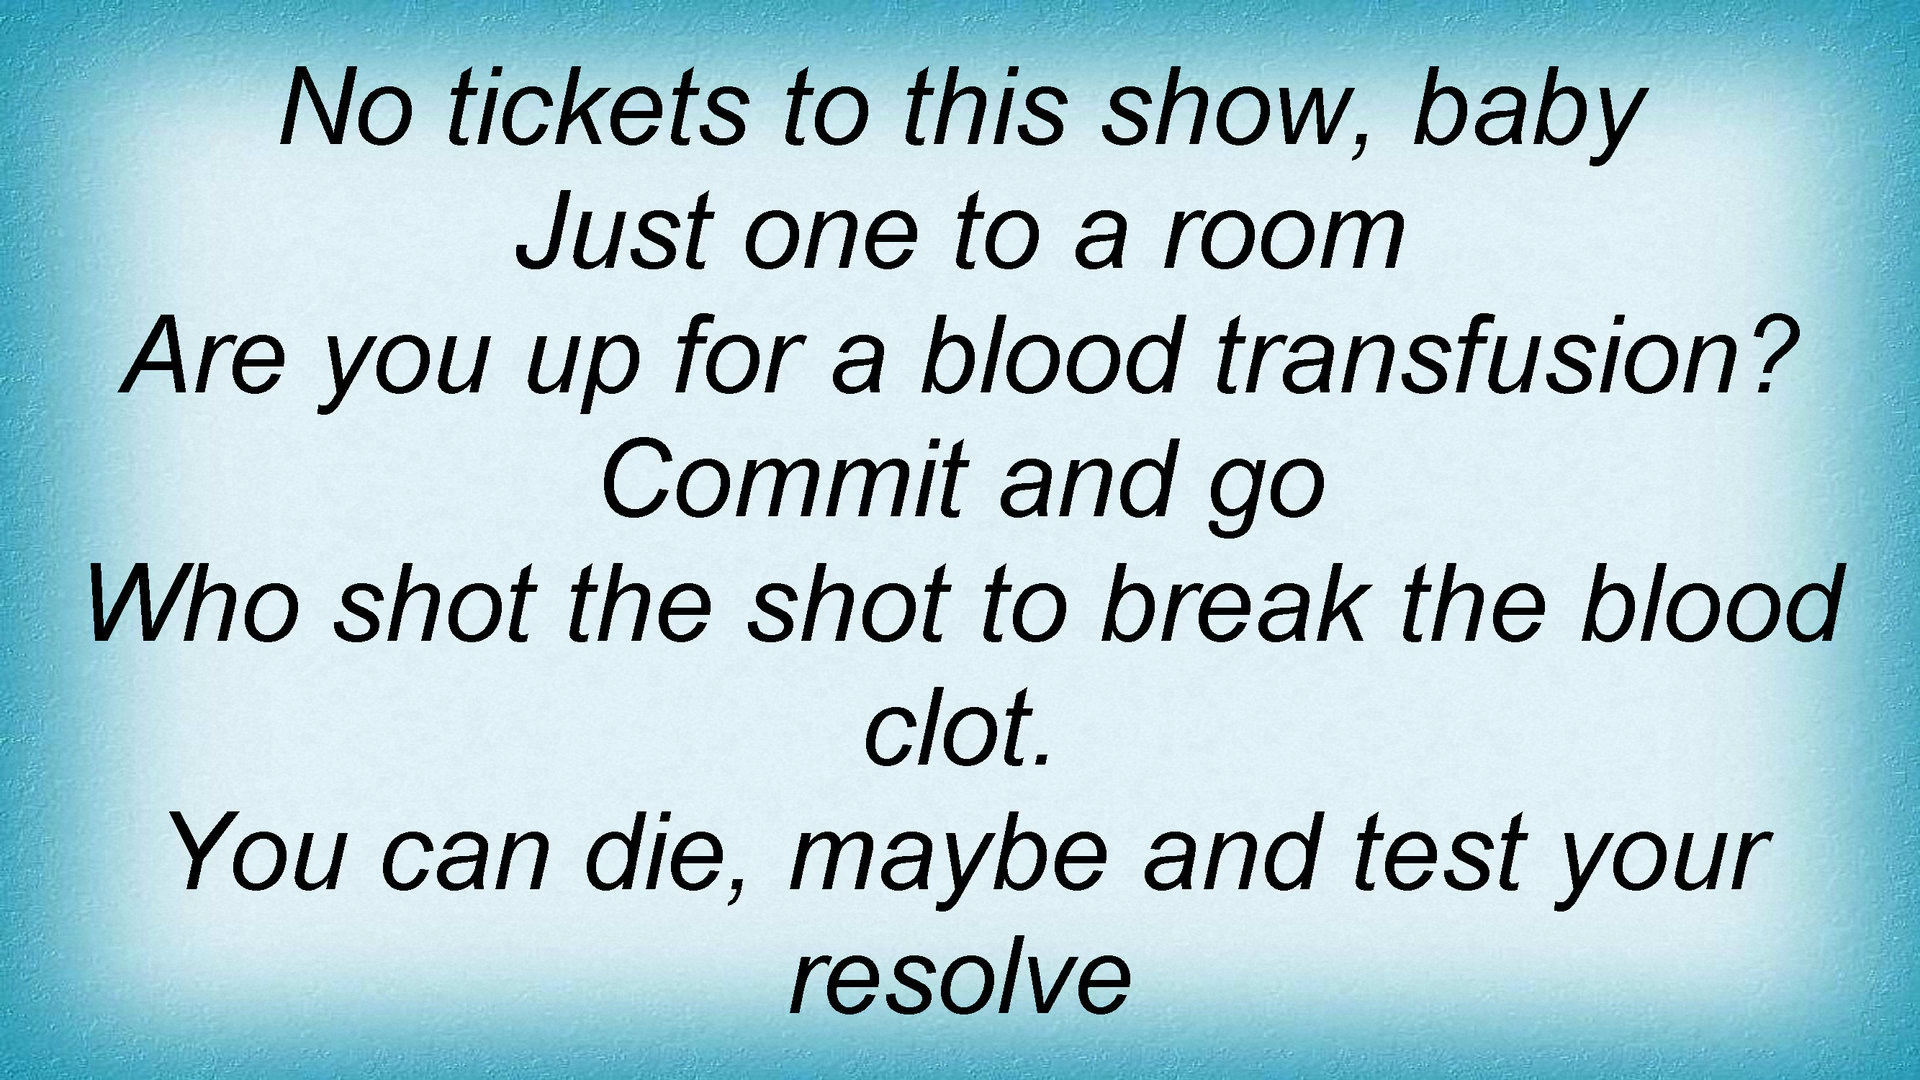 No tickets to this show, baby
Just one to a room
Are you up for a blood transfusion?
Commit and go
Who shot the shot to break the blood
clot.
You can die, maybe and test your
resolve